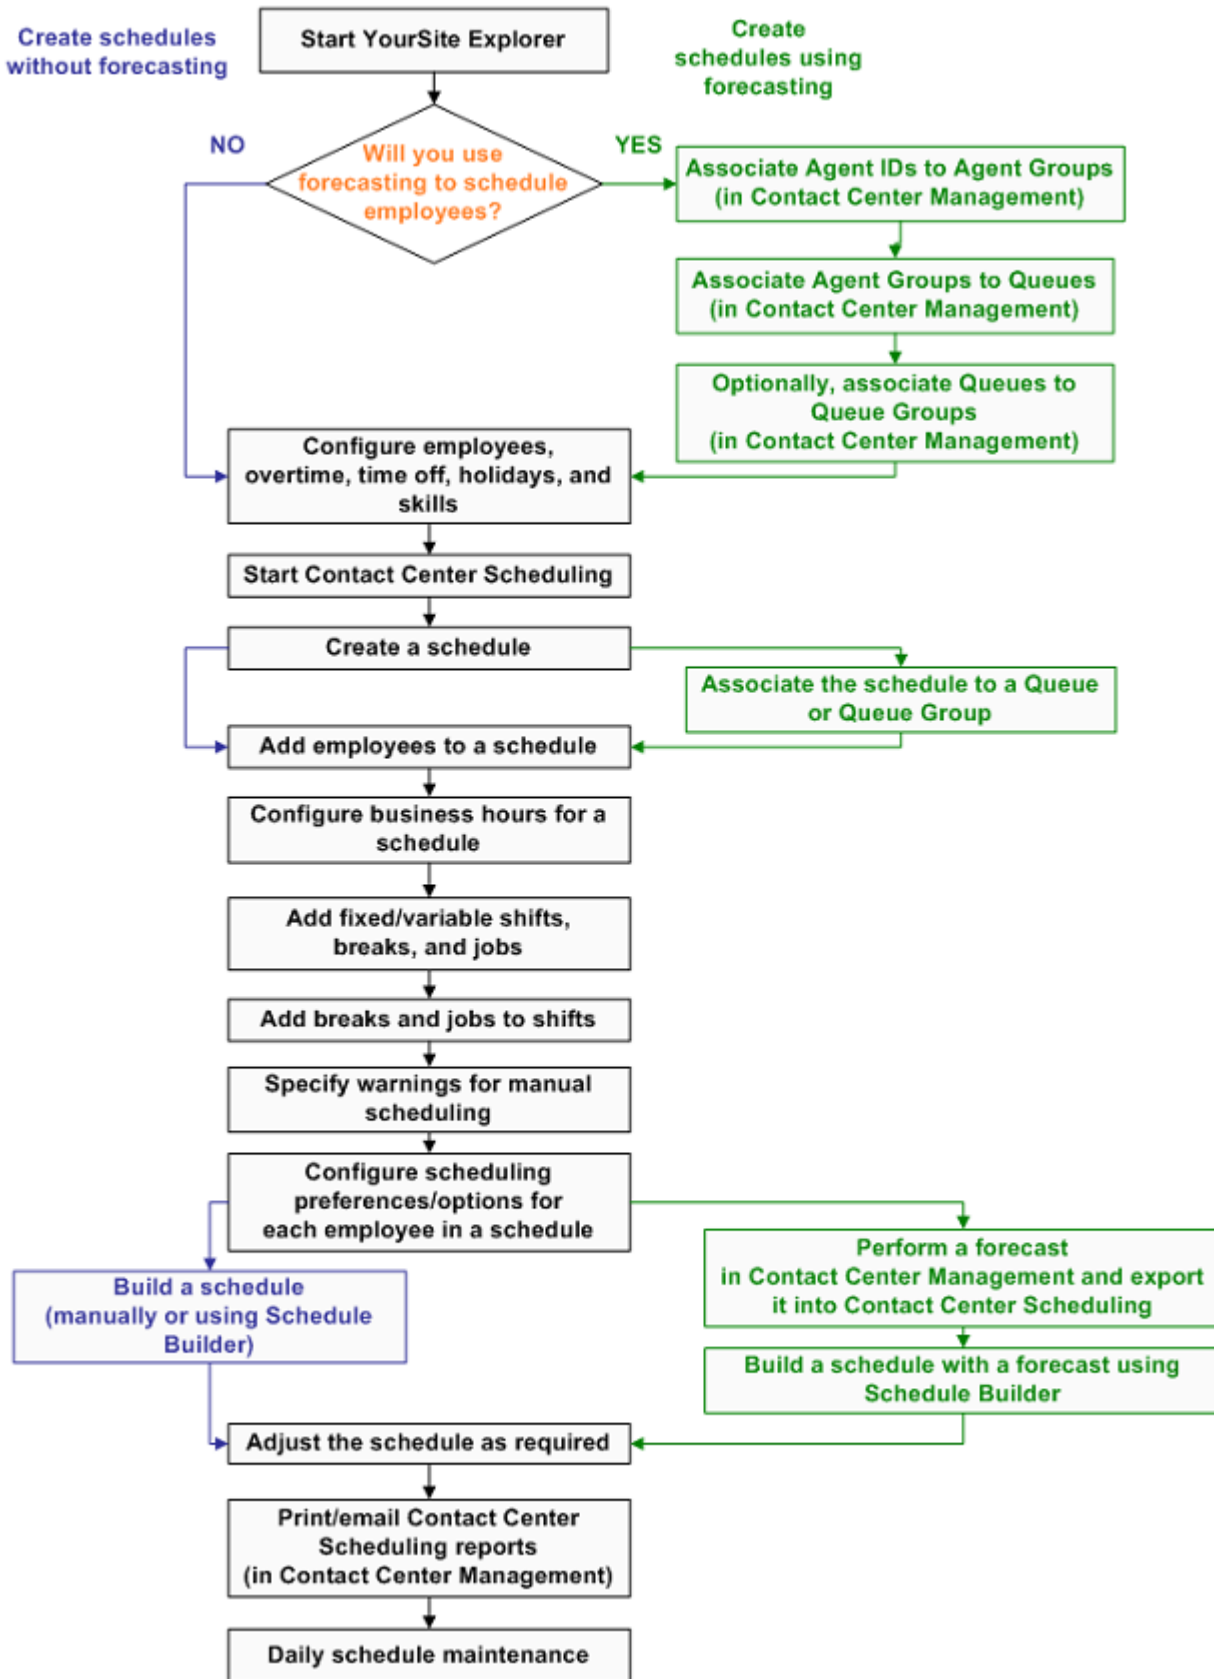 Create schedules
without forecasting
Start YourSite Explorer
Create
schedules using
forecasting
NO
Will you use
forecasting to schedule
employees?
YES
Associate Agent IDs to Agent Groups
(in Contact Center Management)
Associate Agent Groups to Queues
(in Contact Center Management)
Optionally, associate Queues to
Queue Groups
(in Contact Center Management)
Configure employees,
overtime, time off, holidays, and
skills
Start Contact Center Scheduling
Create a schedule
Associate the schedule to a Queue
or Queue Group
Add employees to a schedule
Configure business hours for a
schedule
Add fixed/variable shifts,
breaks, and jobs
Add breaks and jobs to shifts
Specify warnings for manual
scheduling
Configure scheduling
preferences/options for
each employee in a schedule
Perform a forecast
in Contact Center Management and export
it into Contact Center Scheduling
Build a schedule
(manually or using Schedule
Builder)
Build a schedule with a forecast using
Schedule Builder
Adjust the schedule as required
Print/email Contact Center
Scheduling reports
(in Contact Center Management)
Daily schedule maintenance